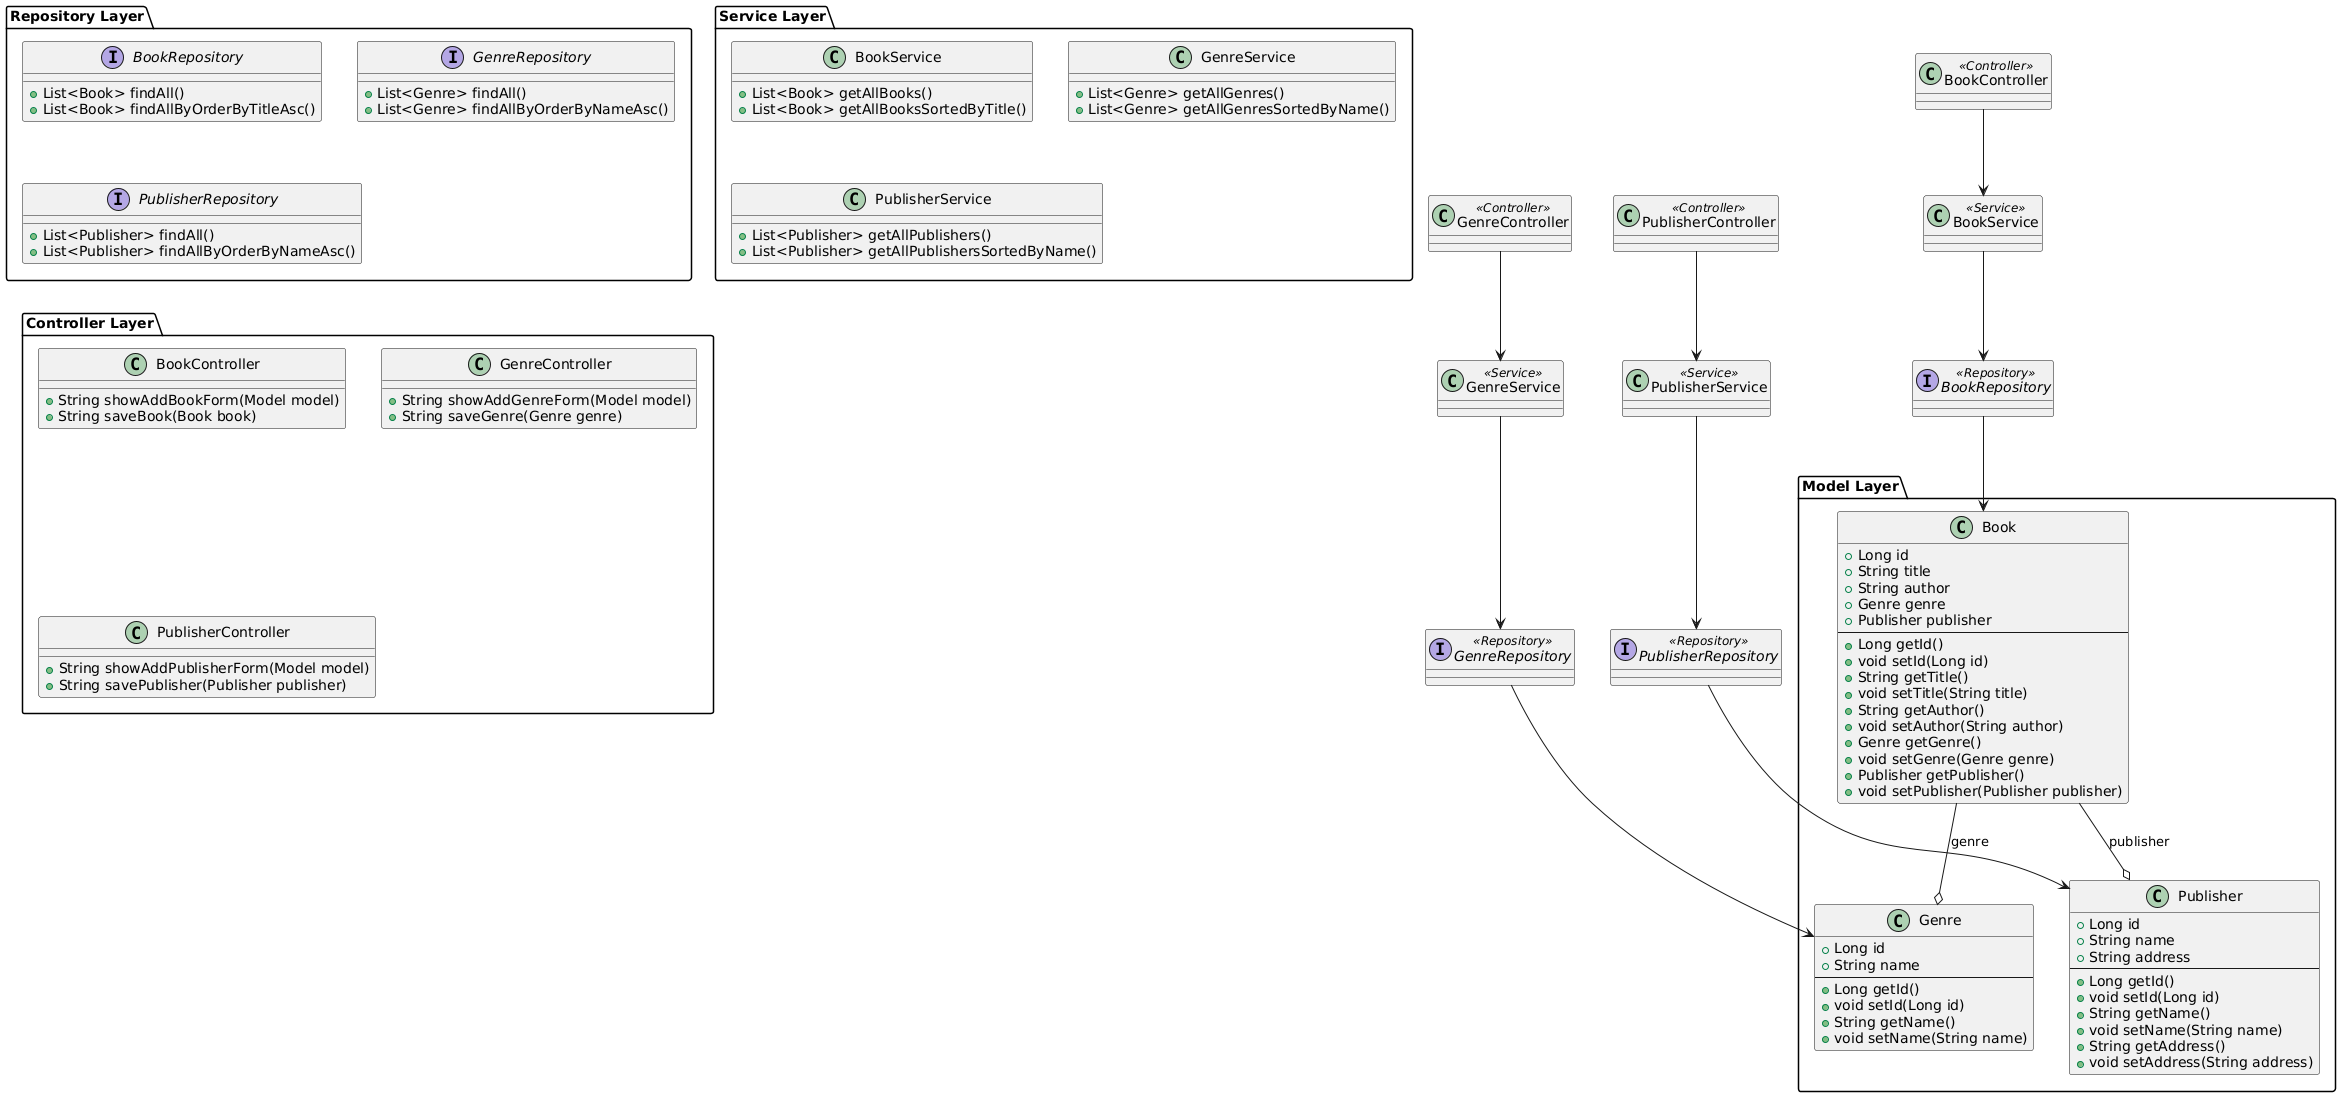 Repository Layer
I BookRepository
List<Book> findAll()
List<Book> findAllByOrderByTitleAsc()
I GenreRepository
List<Genre> findAll()
List<Genre> findAllByOrderByNameAsc()
I PublisherRepository
List<Publisher> findAll()
List<Publisher> findAllByOrderByNameAsc()
Service Layer
C BookService
List<Book> getAllBooks()
List<Book> getAllBooksSortedByTitle()
C GenreService
List<Genre> getAllGenres()
List<Genre> getAllGenresSortedByName()
C PublisherService
List<Publisher> getAllPublishers()
List<Publisher> getAllPublishersSortedByName()
Controller Layer
C BookController
String showAddBookForm(Model model)
String saveBook(Book book)
C GenreController
String showAddGenreForm(Model model)
String saveGenre(Genre genre)
C PublisherController
String showAddPublisherForm(Model model)
String savePublisher(Publisher publisher)
«Controller»
C BookController
«Controller»
C GenreController
«Controller»
C PublisherController
«Service»
C BookService
«Service»
C GenreService
«Service»
C PublisherService
«Repository»
I BookRepository
«Repository»
I GenreRepository
«Repository»
I PublisherRepository
Model Layer
C Book
Long id
String title
String author
Genre genre
Publisher publisher
Long getId()
void setId(Long id)
String getTitle()
void setTitle(String title)
String getAuthor()
void setAuthor(String author)
Genre getGenre()
void setGenre(Genre genre)
Publisher getPublisher()
void setPublisher(Publisher publisher)
genre
publisher
C Genre
Long id
String name
Long getId()
void setId(Long id)
String getName()
void setName(String name)
C Publisher
Long id
String name
String address
Long getId()
void setId(Long id)
String getName()
void setName(String name)
String getAddress()
void setAddress(String address)